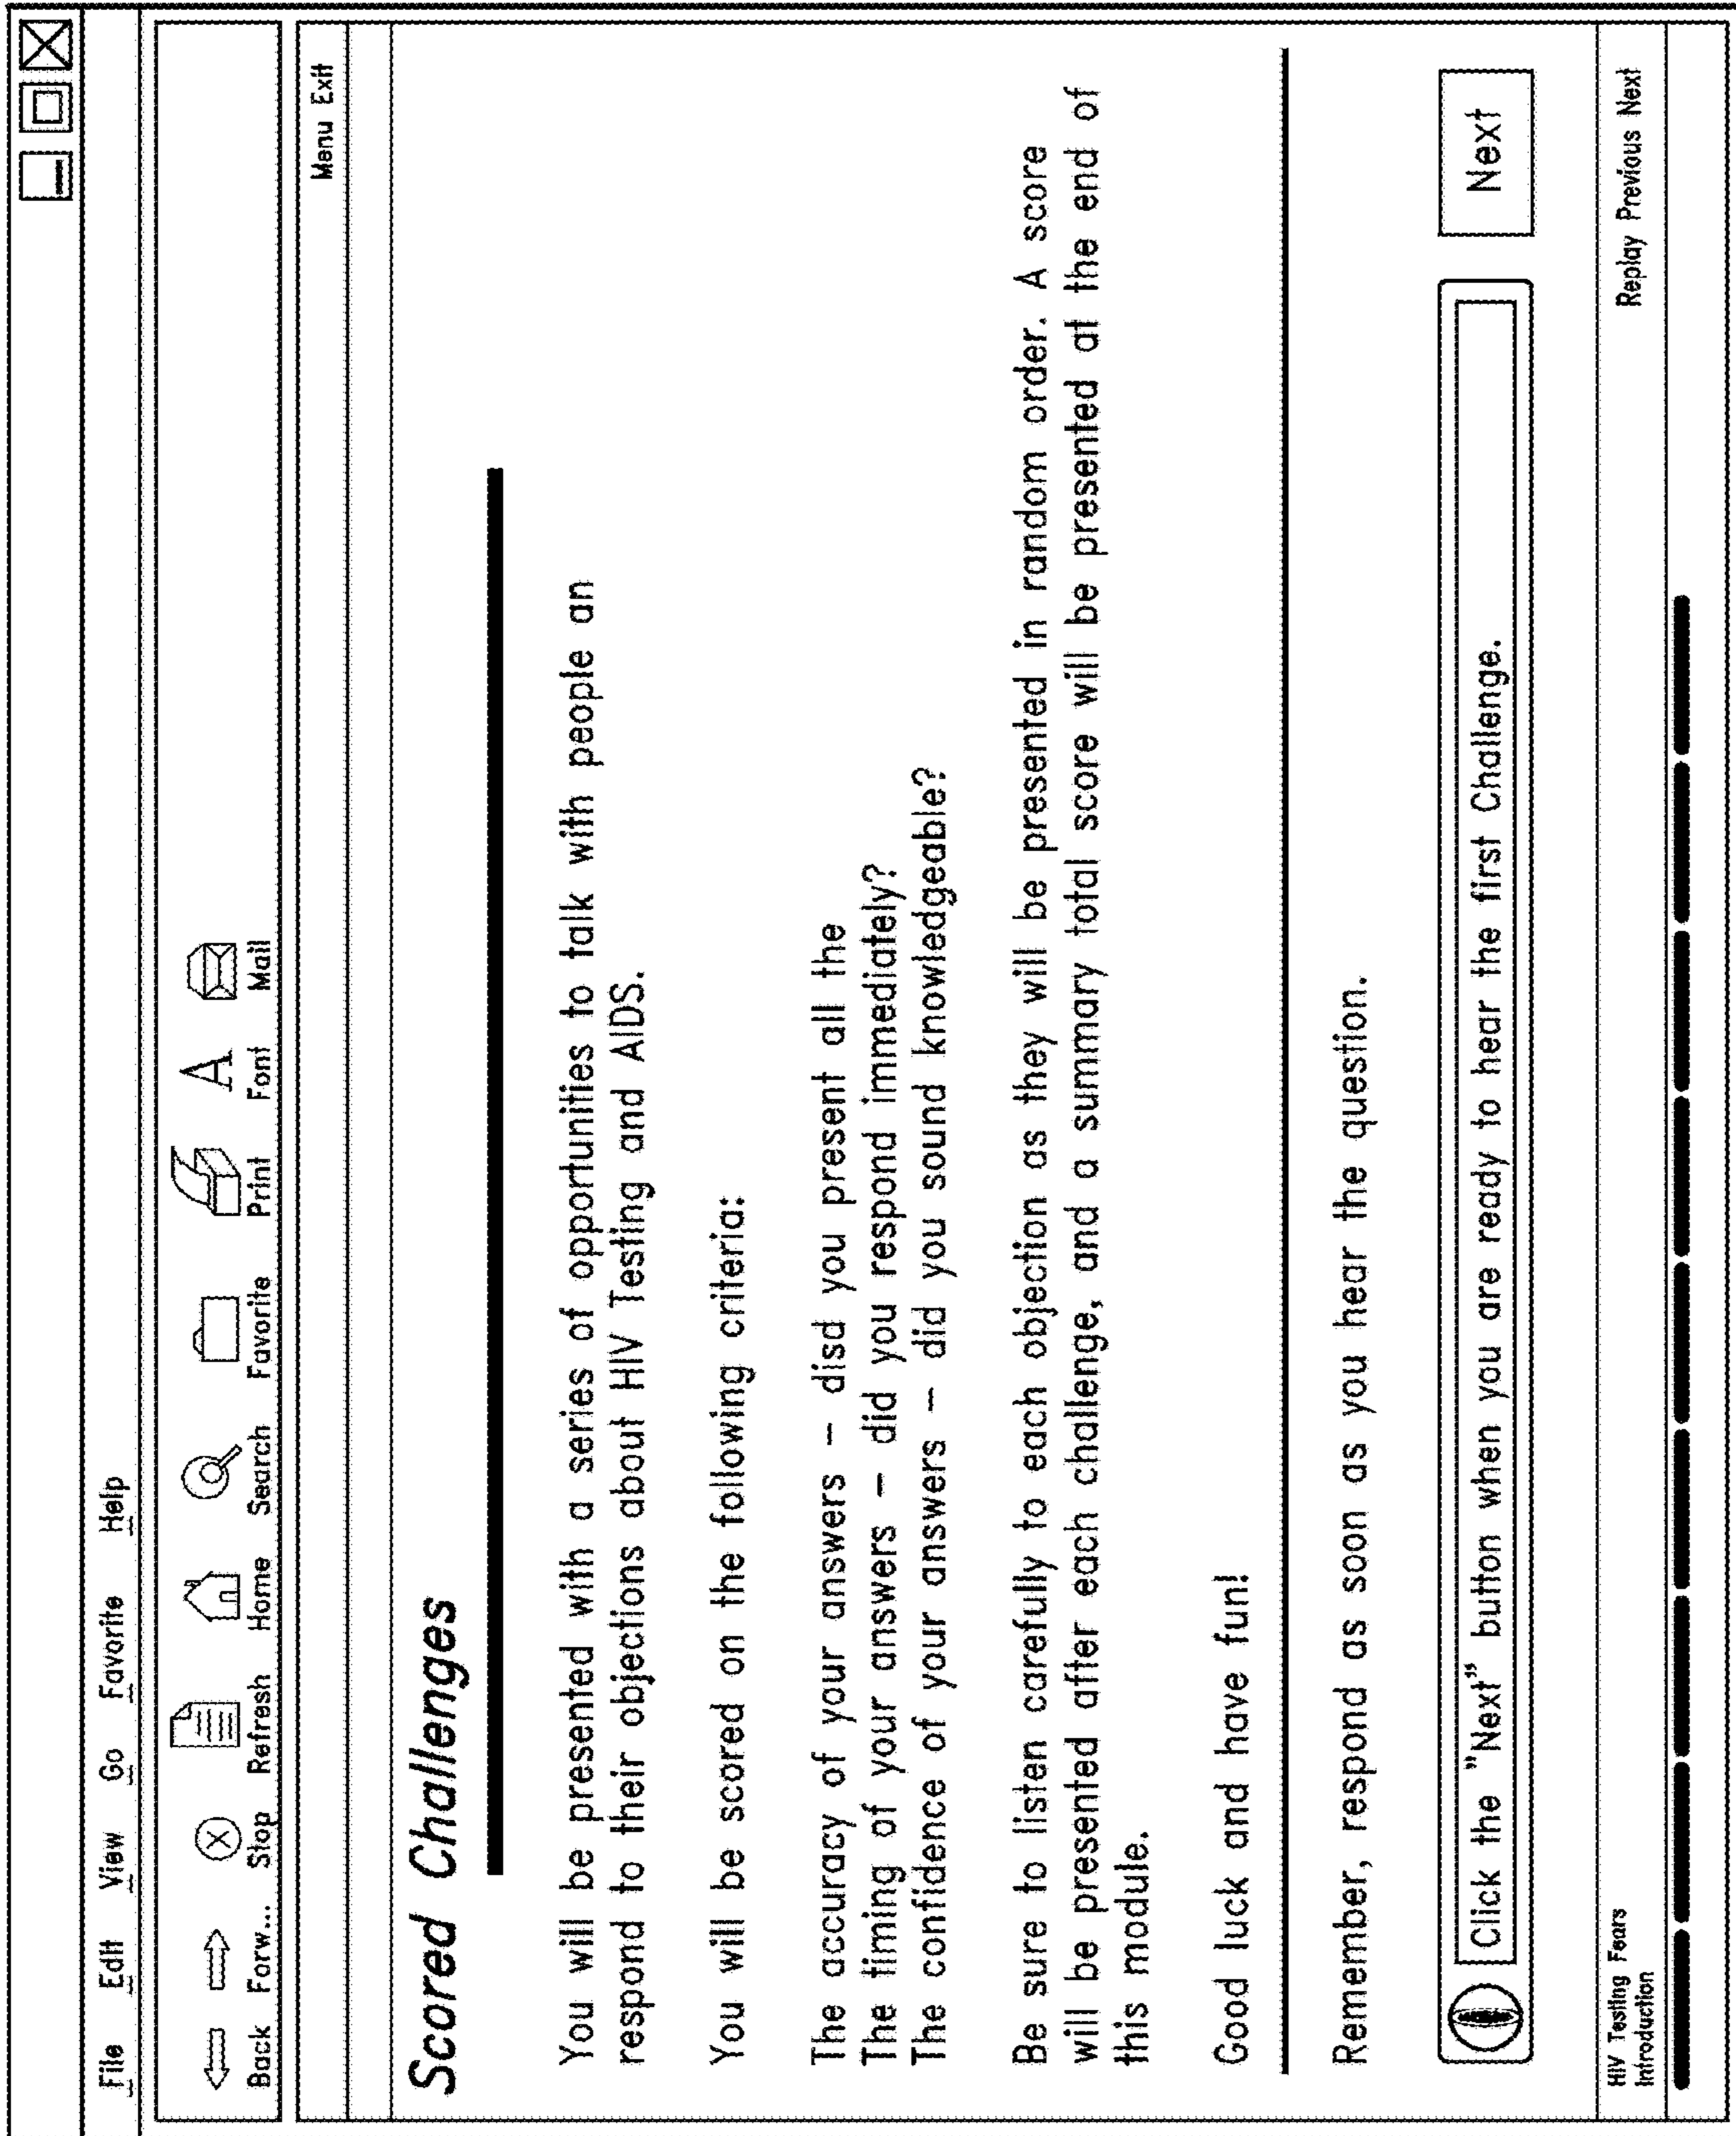 File Edit View Go Favorite Help
Back Forw... Stop Refresh Home Search Favorite Print Font Mail
Menu Exit
Scored Challenges
You will be presented with a series of opportunities to talk with people an
respond to their objections about HIV Testing and AIDS.
You will be scored on the following criteria:
The accuracy of your answers – disd you present all the
The timing of your answers – did you respond immediately?
The confidence of your answers – did you sound knowledgeable?
Be sure to listen carefully to each objection as they will be presented in random order. A score
will be presented after each challenge, and a summary total score will be presented at the end of
this module.
Good luck and have fun!
Remember, respond as soon as you hear the question.
Click the "Next" button when you are ready to hear the first Challenge.
Next
HIV Testing Fears
Introduction
Replay Previous Next